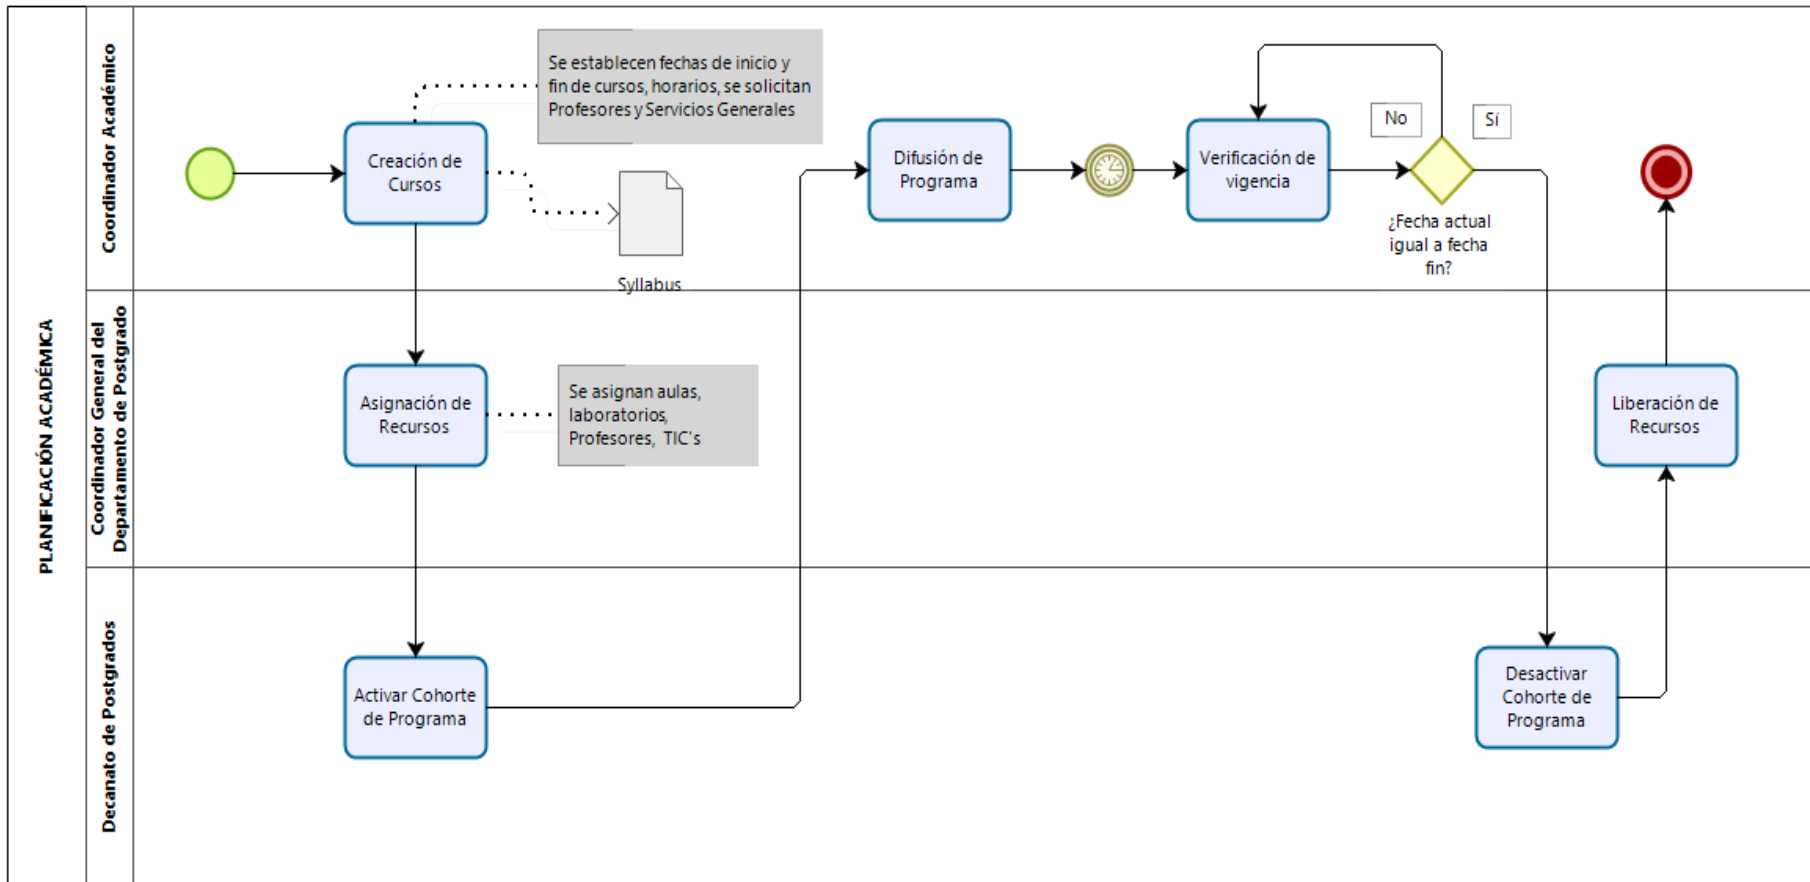 PLANIFICACIÓN ACADÉMICA
Coordinador Académico
Se establecen fechas de inicio y
fin de cursos, horarios, se solicitan
Profesores y Servicios Generales
Creación de
Cursos
Syllabus
Difusión de
Programa
Verificación de
vigencia
No
Sí
¿Fecha actual
igual a fecha
fin?
Coordinador General del
Departamento de Postgrado
Asignación de
Recursos
Se asignan aulas,
laboratorios,
Profesores, TIC's
Liberación de
Recursos
Decanato de Postgrados
Activar Cohorte
de Programa
Desactivar
Cohorte de
Programa